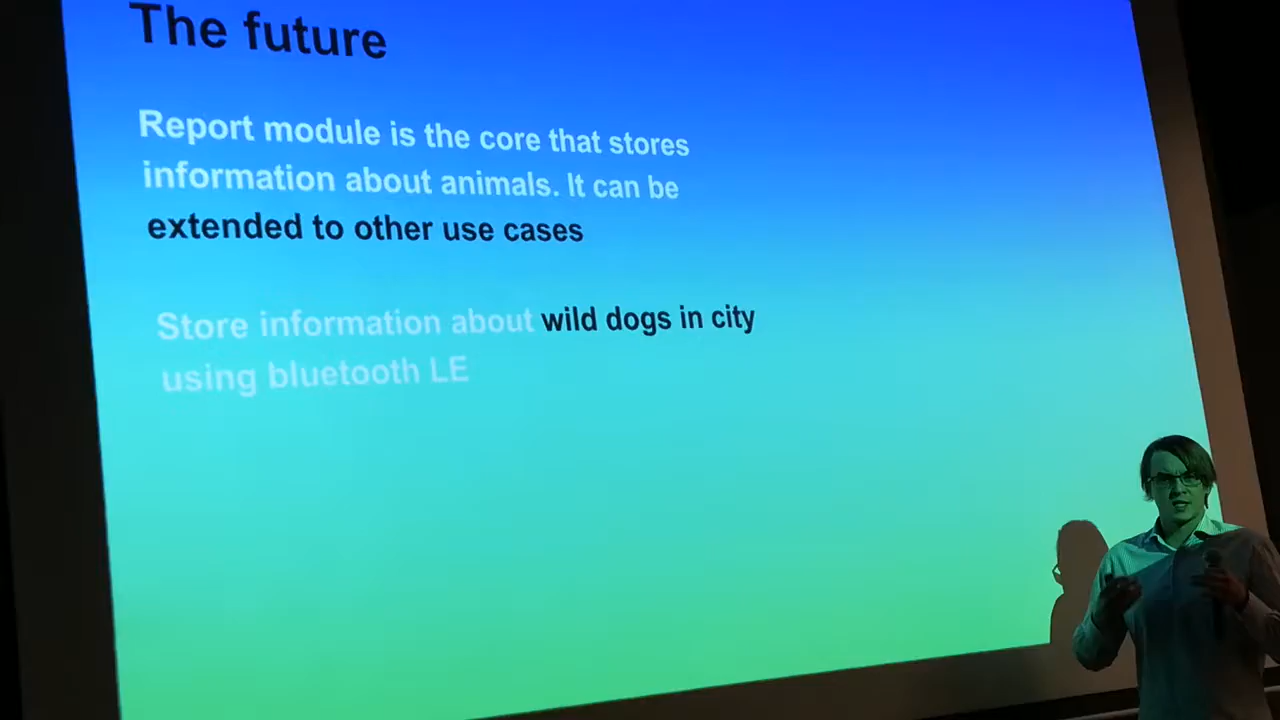 The future
Report module is the core that stores
information about animals. It can be
extended to other use cases
Store information about wild dogs in city
using bluetooth LE